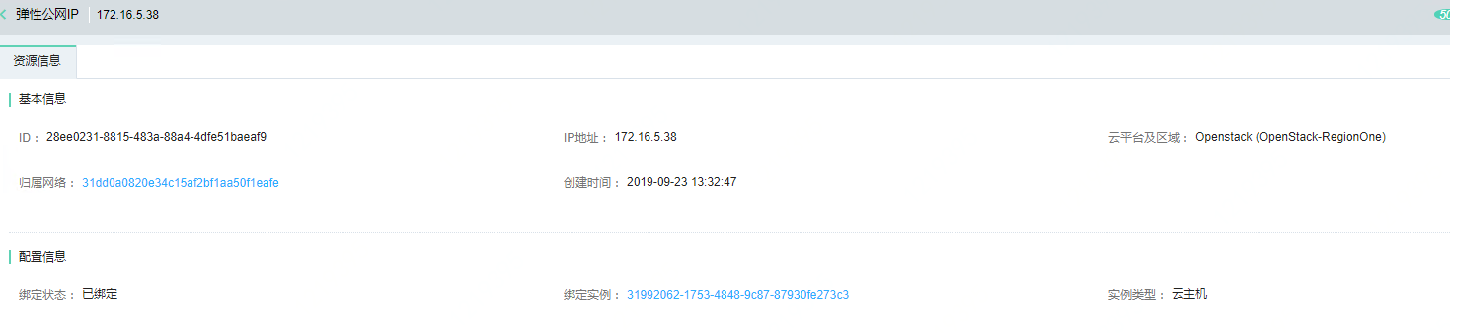 弹性公网IP 172.16.5.38
资源信息
基本信息
ID： 28ee0231-8815-483a-88a4-4dfe51baeaf9 IP地址： 172.16.5.38 云平台及区域： Openstack (OpenStack-RegionOne)
归属网络： 31dd0a0820e34c15af2bf1aa50f1eafe 创建时间： 2019-09-23 13:32:47
配置信息
绑定状态： 已绑定 绑定实例： 31992062-1753-4848-9c87-87930fe273c3 实例类型： 云主机